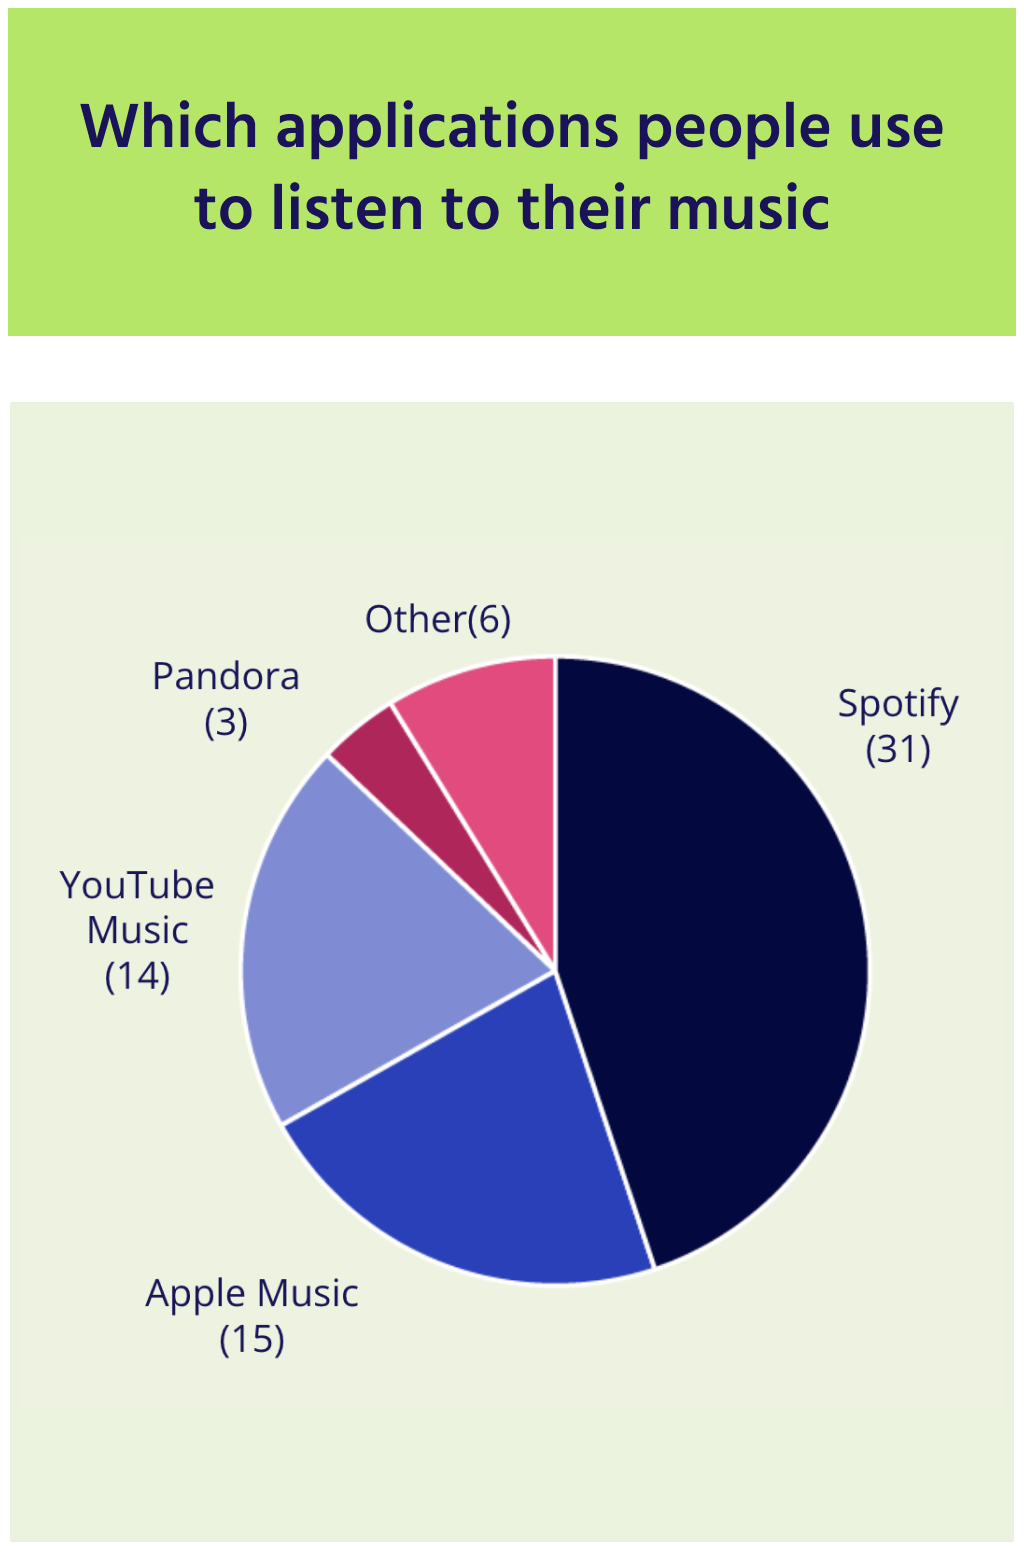 Which applications people use
to listen to their music
Other(6)
Pandora
(3)
Spotify
(31)
YouTube
Music
(14)
Apple Music
(15)